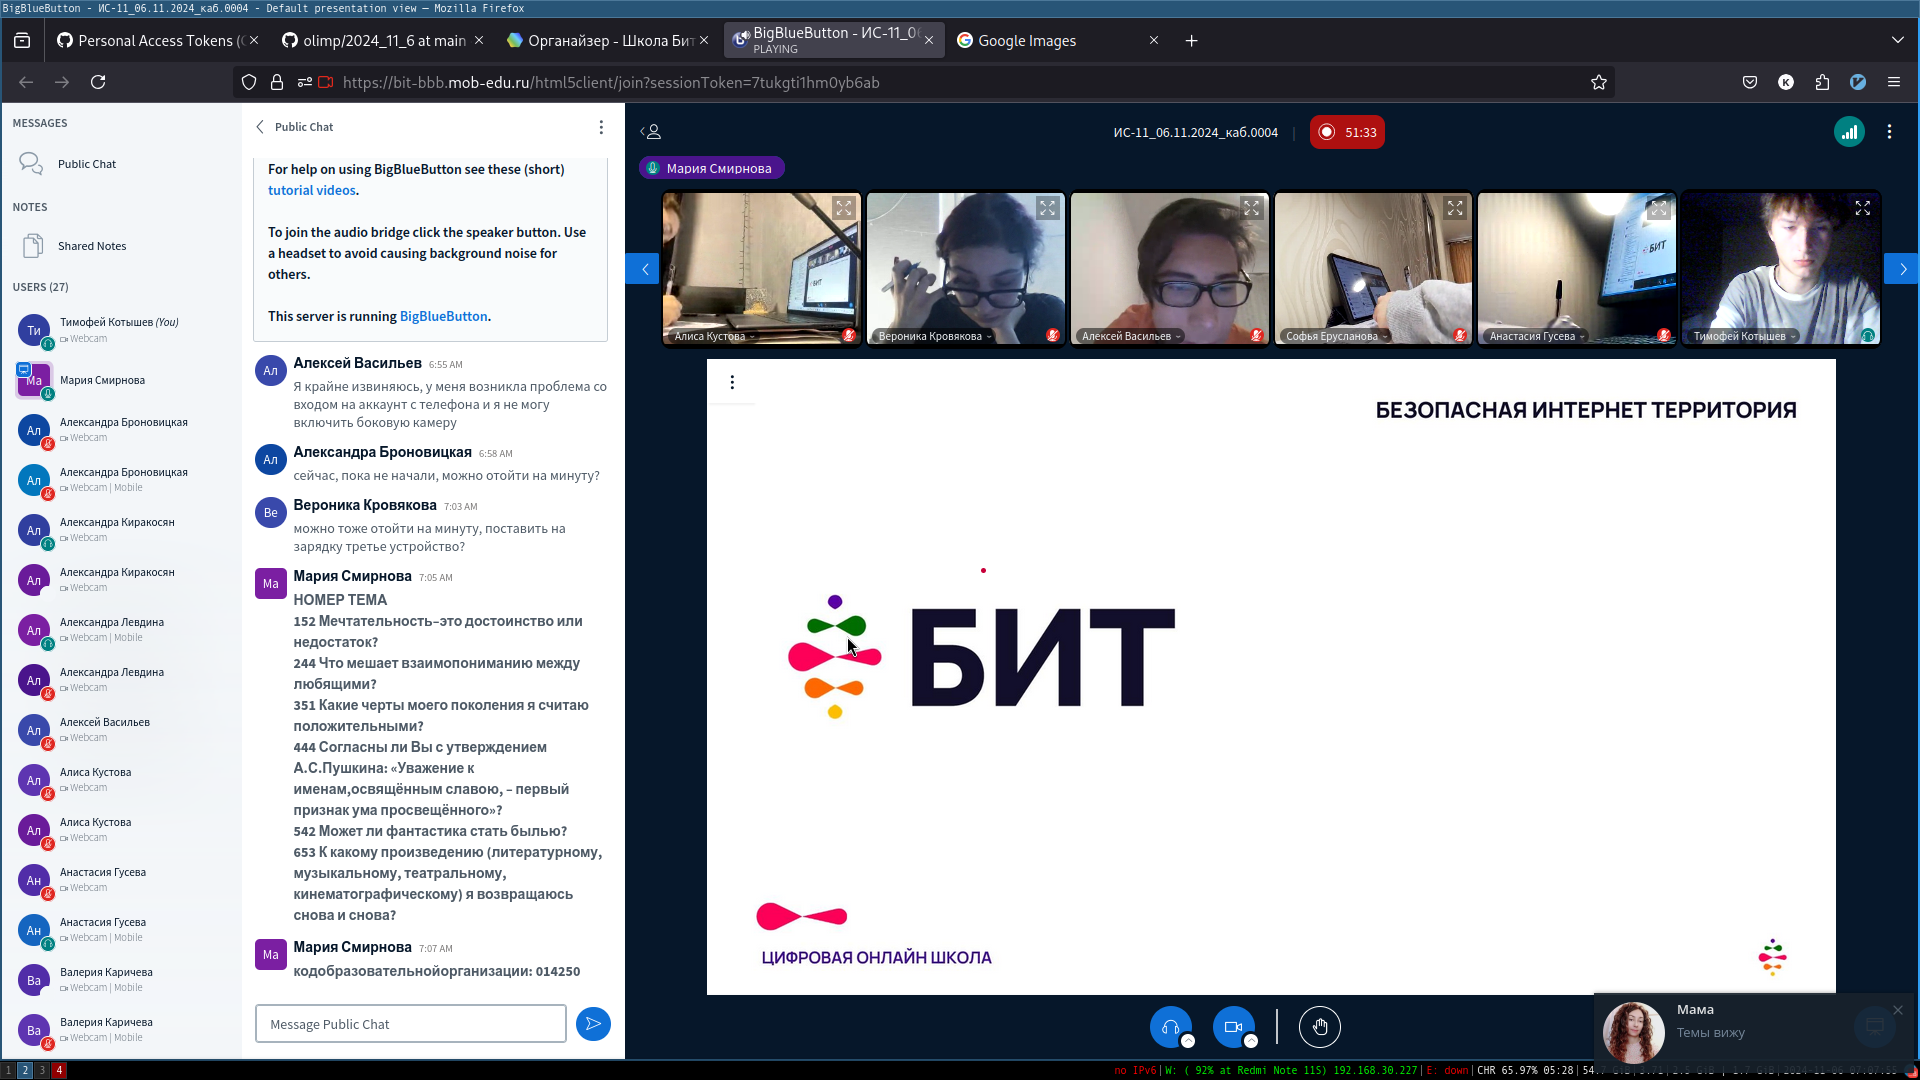 BigBlueButton - ИС-11_06.11.2024_каб.0004 - Default presentation view — Mozilla Firefox
Personal Access Tokens (
olimp/2024_11_6 at main
Органайзер - Школа Бит
BigBlueButton - ИС-11_06
PLAYING
Google Images
https://bit-bbb.mob-edu.ru/html5client/join?sessionToken=7tukgti1hm0yb6ab
MESSAGES
Public Chat
NOTES
Shared Notes
USERS (27)
Ти
Тимофей Котышев (You)
Webcam
Ма
Мария Смирнова
Ал
Александра Броновицкая
Webcam
Ал
Александра Броновицкая
Webcam | Mobile
Ал
Александра Киракосян
Webcam
Ал
Александра Киракосян
Webcam
Ал
Александра Левдина
Webcam | Mobile
Ал
Александра Левдина
Webcam
Ал
Алексей Васильев
Webcam
Ал
Алиса Кустова
Webcam
Ал
Алиса Кустова
Webcam
Ан
Анастасия Гусева
Webcam
Ан
Анастасия Гусева
Webcam | Mobile
Ва
Валерия Каричева
Webcam | Mobile
Ва
Валерия Каричева
Webcam | Mobile
Public Chat
For help on using BigBlueButton see these (short)
tutorial videos.
To join the audio bridge click the speaker button. Use
a headset to avoid causing background noise for
others.
This server is running BigBlueButton.
Ал
Алексей Васильев 6:55 AM
Я крайне извиняюсь, у меня возникла проблема со
входом на аккаунт с телефона и я не могу
включить боковую камеру
Ал
Александра Броновицкая 6:58 AM
сейчас, пока не начали, можно отойти на минуту?
Ве
Вероника Кровякова 7:03 AM
можно тоже отойти на минуту, поставить на
зарядку третье устройство?
Ма
Мария Смирнова 7:05 AM
НОМЕР ТЕМА
152 Мечтательность–это достоинство или
недостаток?
244 Что мешает взаимопониманию между
любящими?
351 Какие черты моего поколения я считаю
положительными?
444 Согласны ли Вы с утверждением
А.С.Пушкина: «Уважение к
именам,освящённым славою, – первый
признак ума просвещённого»?
542 Может ли фантастика стать былью?
653 К какому произведению (литературному,
музыкальному, театральному,
кинематографическому) я возвращаюсь
снова и снова?
Ма
Мария Смирнова 7:07 AM
кодобразовательнойорганизации: 014250
Message Public Chat
ИС-11_06.11.2024_каб.0004
51:33
Мария Смирнова
Алиса Кустова
Вероника Кровякова
Алексей Васильев
Софья Ерусланова
Анастасия Гусева
Тимофей Котышев
БИТ
БИТ
БЕЗОПАСНАЯ ИНТЕРНЕТ ТЕРРИТОРИЯ
БИТ
ЦИФРОВАЯ ОНЛАЙН ШКОЛА
Мама
Темы вижу
1 2 3 4
no IPv6|W: ( 92% at Redmi Note 11S) 192.168.30.227|E: down|CHR 65.97% 05:28